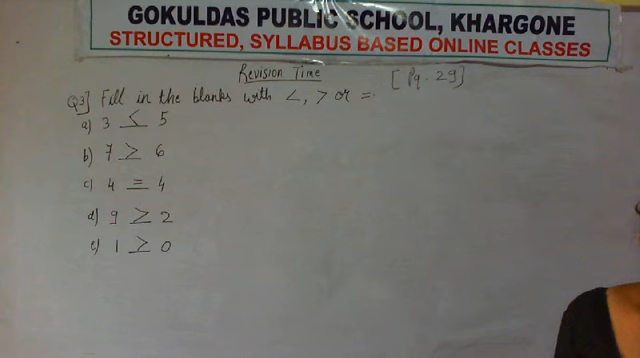 GOKULDAS PUBLIC SCHOOL, KHARGONE
STRUCTURED, SYLLABUS BASED ONLINE CLASSES
Revision Time [Pg. 29]
Q3] Fill in the blanks with <, > or =.
a) 3 < 5
b) 7 > 6
c) 4 = 4
d) 9 > 2
e) 1 > 0